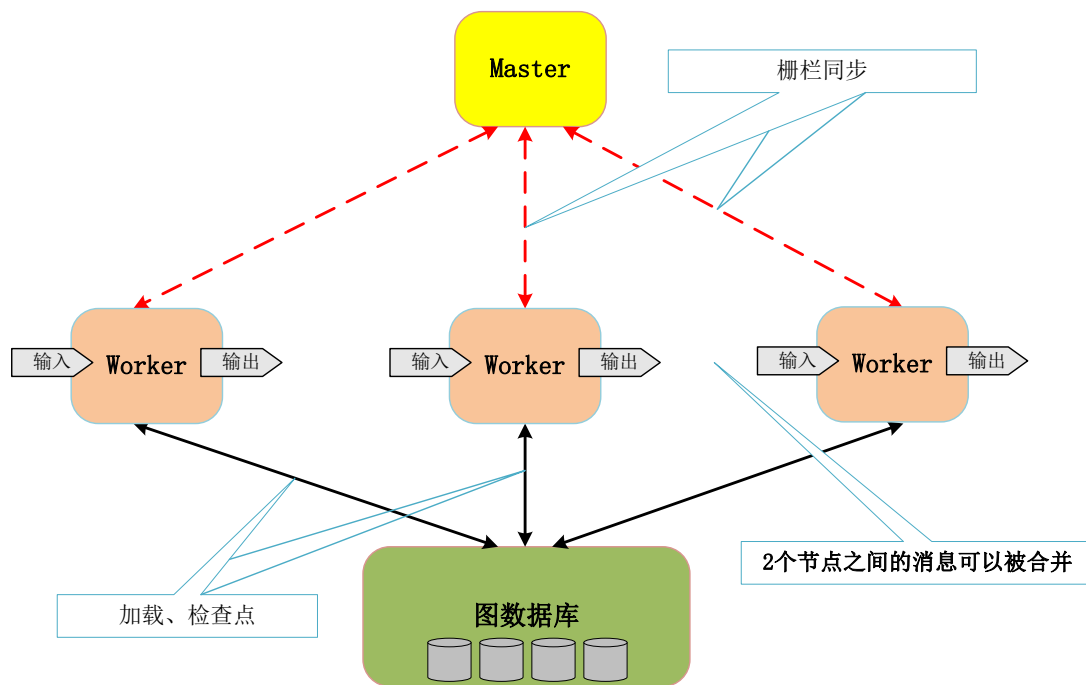 Master
栅栏同步
输入
Worker
输出
输入
Worker
输出
输入
Worker
输出
2个节点之间的消息可以被合并
加载、检查点
图数据库